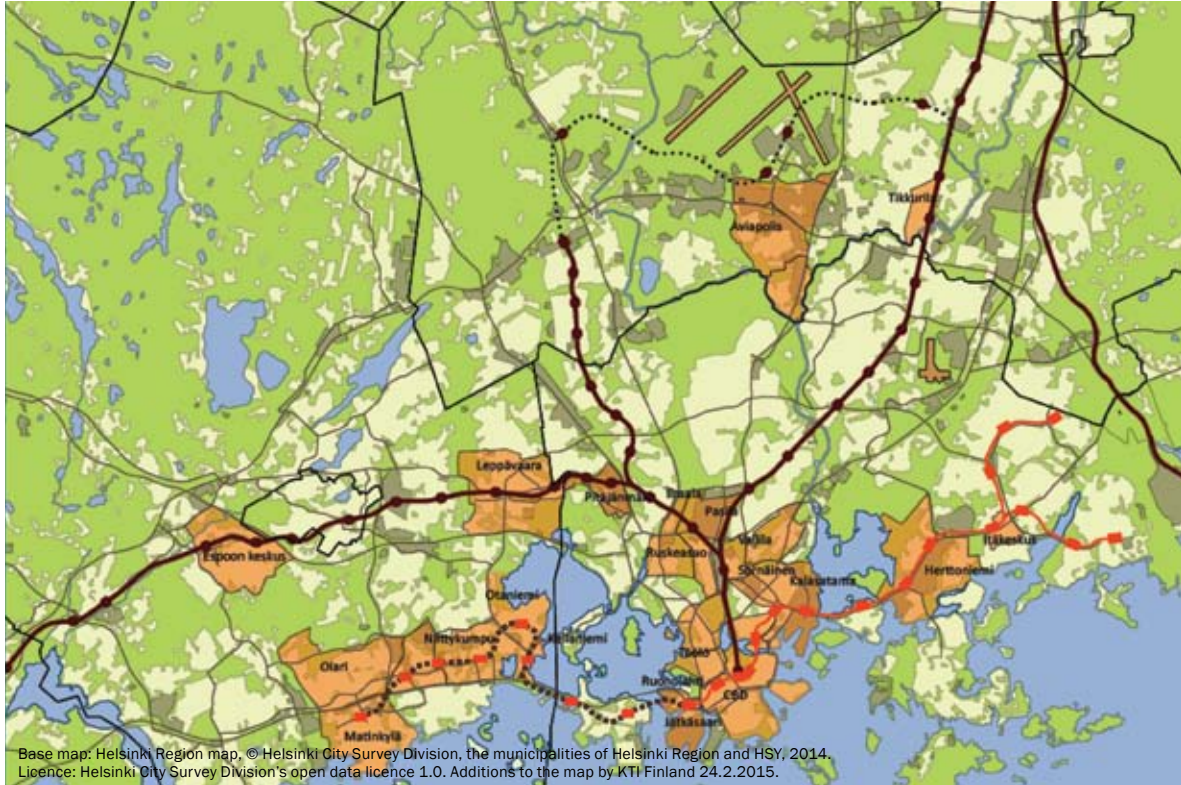 Aviapolis
Tikkurila
Leppävaara
Pitäjänmäki
Ilmala
Pasila
Espoon keskus
Ruskeasuo
Vallila
Sörnäinen
Kalasatama
Itäkeskus
Herttoniemi
Otaniemi
Niittykumpu
Keilaniemi
Olari
Töölö
Ruoholahti
CBD
Jätkäsaari
Matinkylä
Base map: Helsinki Region map, © Helsinki City Survey Division, the municipalities of Helsinki Region and HSY, 2014.
Licence: Helsinki City Survey Division's open data licence 1.0. Additions to the map by KTI Finland 24.2.2015.